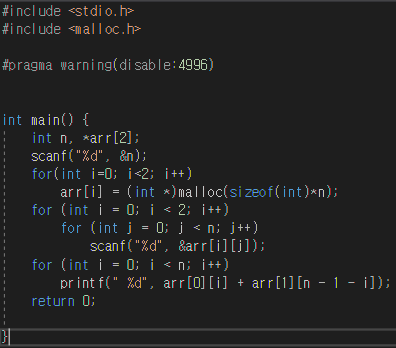 #include <stdio.h>
#include <malloc.h>

#pragma warning(disable:4996)


int main() {
    int n, *arr[2];
    scanf("%d", &n);
    for(int i=0; i<2; i++)
        arr[i] = (int *)malloc(sizeof(int)*n);
    for (int i = 0; i < 2; i++)
        for (int j = 0; j < n; j++)
            scanf("%d", &arr[i][j]);
    for (int i = 0; i < n; i++)
        printf(" %d", arr[0][i] + arr[1][n - 1 - i]);
    return 0;

}